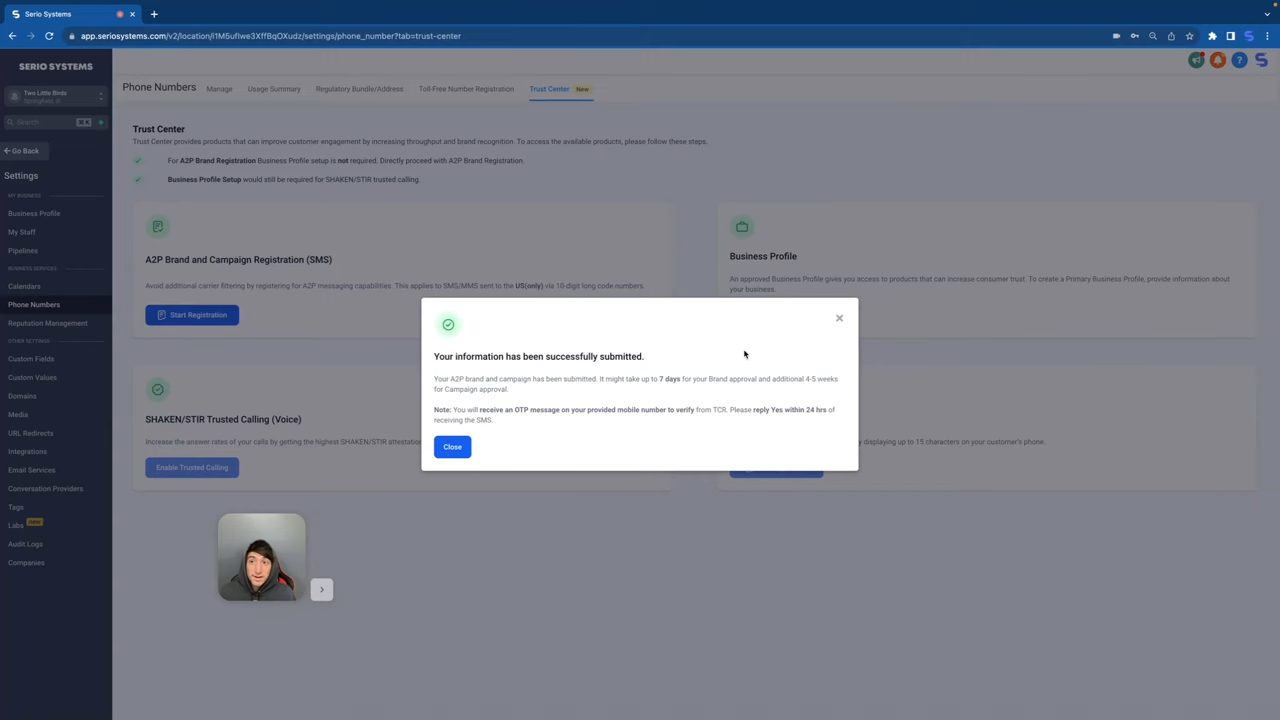 Serio Systems
app.seriosystems.com/v2/location/i1M5uflwe3XffBqOXudz/settings/phone_number?tab=trust-center
SERIO SYSTEMS
Two Little Birds
Search
⌘K
Go Back
Settings
MY BUSINESS
Business Profile
My Staff
Pipelines
BUSINESS SERVICES
Calendars
Phone Numbers
Reputation Management
OTHER SETTINGS
Custom Fields
Custom Values
Domains
Media
URL Redirects
Integrations
Email Services
Conversation Providers
Tags
Labs new
Audit Logs
Companies
Phone Numbers Manage Usage Summary Regulatory Bundle/Address Toll-Free Number Registration Trust Center New
Trust Center
Trust Center provides products that can improve customer engagement by increasing throughput and brand recognition. To access the available products, please follow these steps.
For A2P Brand Registration Business Profile setup is not required. Directly proceed with A2P Brand Registration.
Business Profile Setup would still be required for SHAKEN/STIR trusted calling.
A2P Brand and Campaign Registration (SMS)
Avoid additional carrier filtering by registering for A2P messaging capabilities. This applies to SMS/MMS sent to the US(only) via 10-digit long code numbers.
Start Registration
Business Profile
An approved Business Profile gives you access to products that can increase consumer trust. To create a Primary Business Profile, provide information about
your business.
Your information has been successfully submitted.
Your A2P brand and campaign has been submitted. It might take up to 7 days for your Brand approval and additional 4-5 weeks
for Campaign approval.
Note: You will receive an OTP message on your provided mobile number to verify from TCR. Please reply Yes within 24 hrs of
receiving the SMS.
Close
SHAKEN/STIR Trusted Calling (Voice)
Increase the answer rates of your calls by getting the highest SHAKEN/STIR attestation
Enable Trusted Calling
by displaying up to 15 characters on your customer's phone.